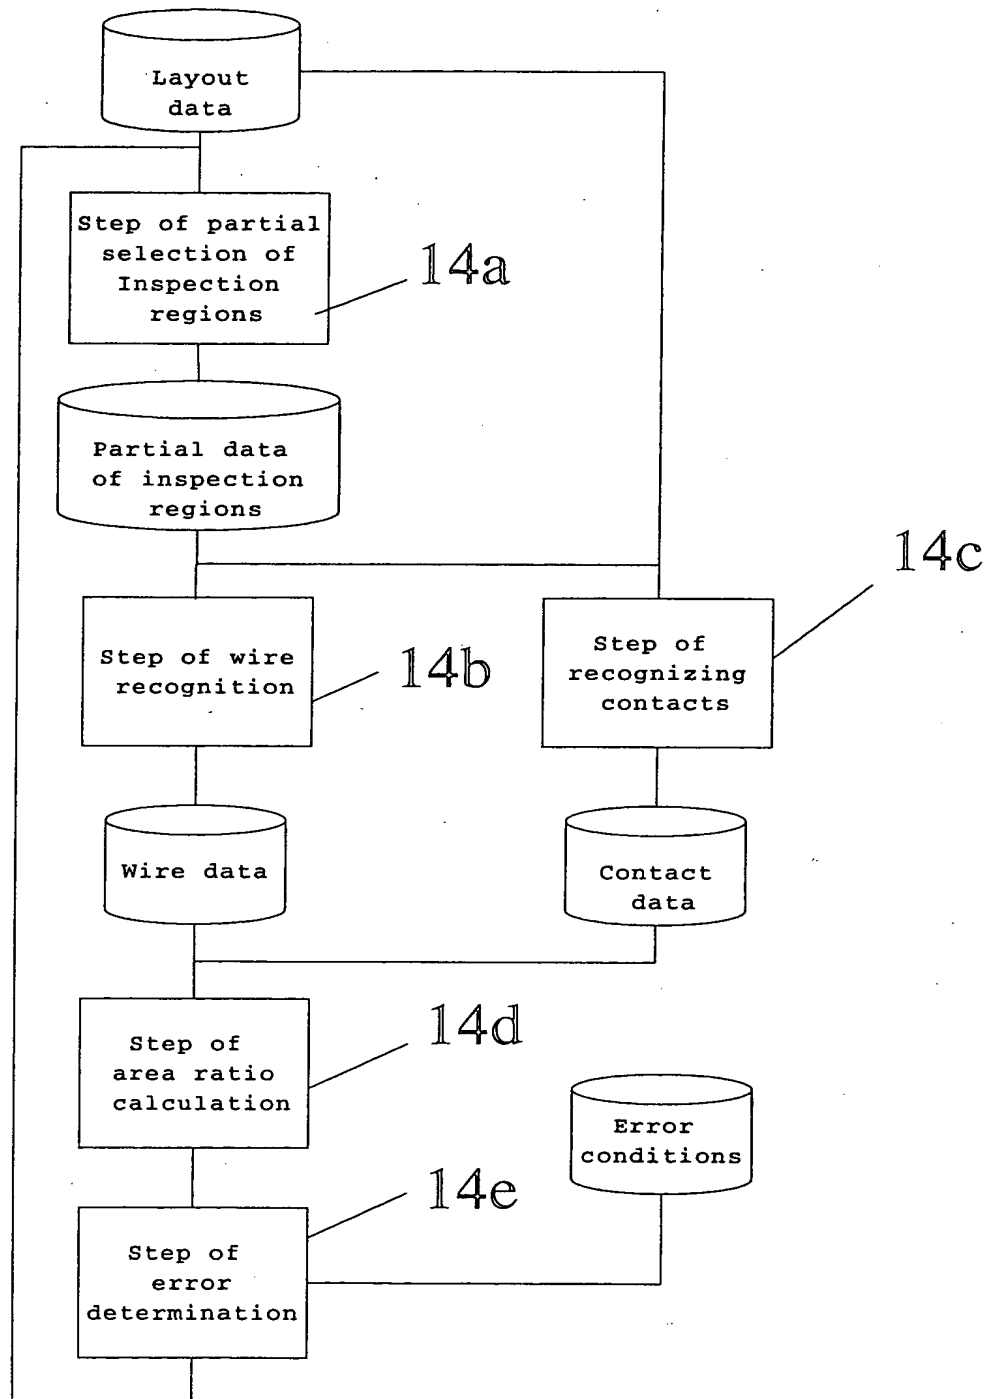 Layout
data
Step of partial
selection of
Inspection
regions
14a
Partial data
of inspection
regions
14c
Step of wire
recognition
14b
Step of
recognizing
contacts
Wire data
Contact
data
Step of
area ratio
calculation
14d
Error
conditions
14e
Step of
error
determination